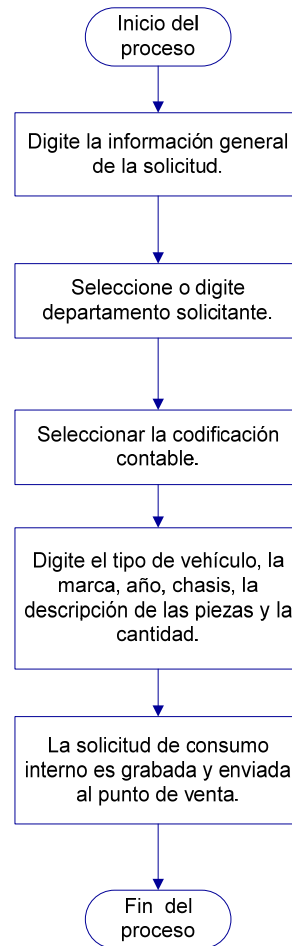 Inicio del
proceso
Digite la información general
de la solicitud.
Seleccione o digite
departamento solicitante.
Seleccionar la codificación
contable.
Digite el tipo de vehículo, la
marca, año, chasis, la
descripción de las piezas y la
cantidad.
La solicitud de consumo
interno es grabada y enviada
al punto de venta.
Fin del
proceso